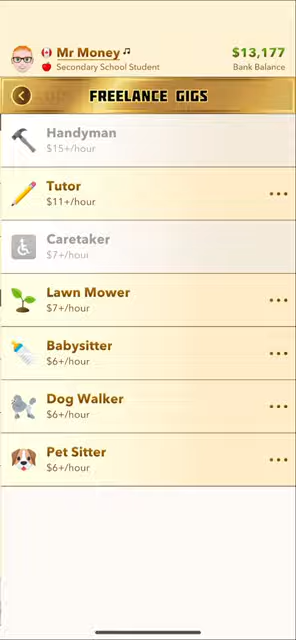 Mr Money
$13,177
Secondary School Student
Bank Balance
FREELANCE GIGS
Handyman
$15+/hour
Tutor
$11+/hour
Caretaker
$7+/hour
Lawn Mower
$7+/hour
Babysitter
$6+/hour
Dog Walker
$6+/hour
Pet Sitter
$6+/hour